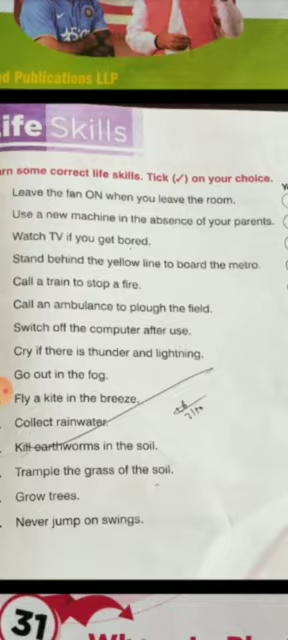 d Publications LLP
ife Skills
arn some correct life skills. Tick (✓) on your choice.
Leave the fan ON when you leave the room.
Use a new machine in the absence of your parents.
Watch TV if you get bored.
Stand behind the yellow line to board the metro.
Call a train to stop a fire.
Call an ambulance to plough the field.
Switch off the computer after use.
Cry if there is thunder and lightning.
Go out in the fog.
Fly a kite in the breeze.
Collect rainwater.
Kill earthworms in the soil.
Trample the grass of the soil.
Grow trees.
Never jump on swings.
31